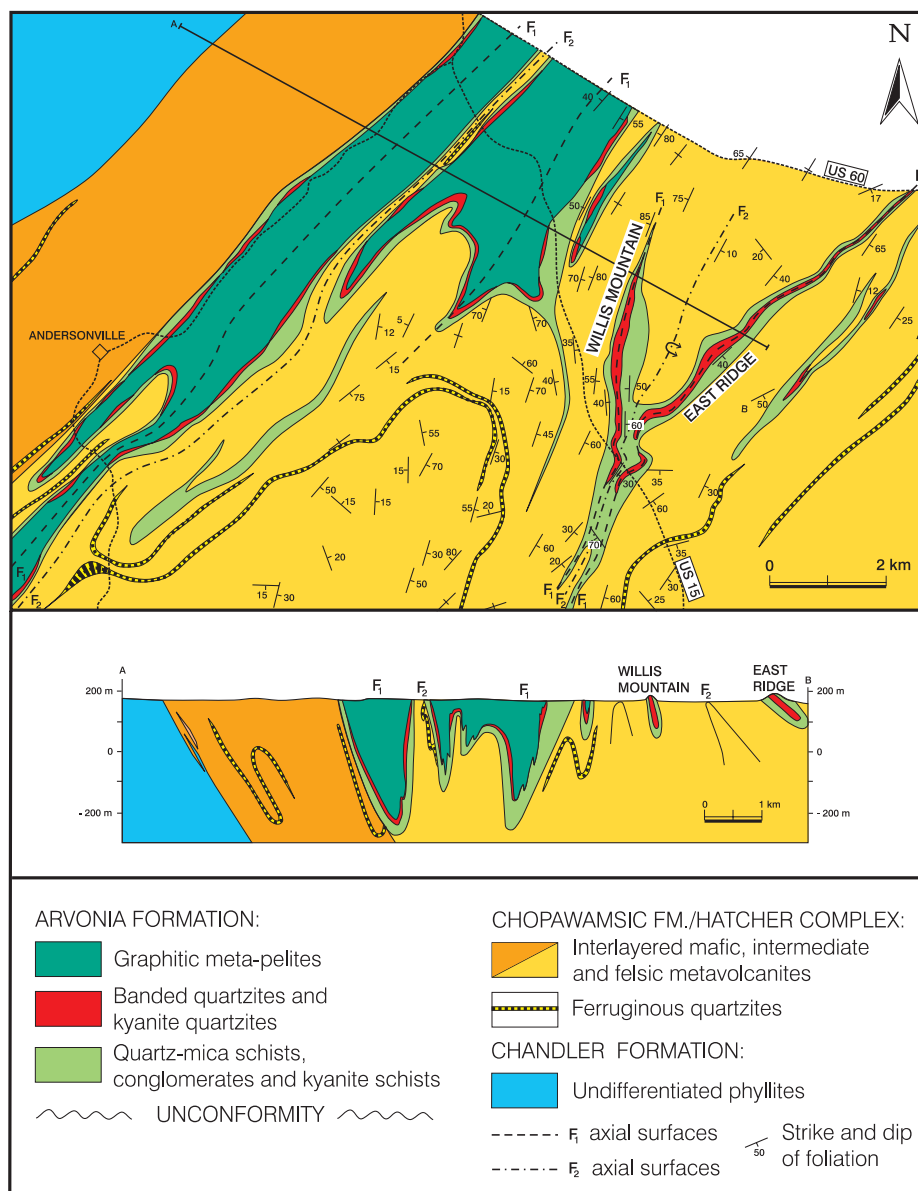 A
F1
F2
N
F1
40
55
80
65
US 60
17
F
50
F1
75
F2
85
65
10
20
70
80
40
WILLIS MOUNTAIN
12
25
ANDERSONVILLE
12
5
70
70
35
15
60
40
70
55
40
50
40
EAST RIDGE
B
50
75
15
55
30
45
60
60
30
35
30
50
15
15
70
15
55
20
60
30
60
20
70
35
US 15
0 2 km
20
30
80
50
15
30
F1
F2
F1
F2
F1
60
25
30
A
200 m
0
- 200 m
F1
F2
F1
WILLIS
MOUNTAIN
F2
EAST
RIDGE
B
200 m
0
- 200 m
0 1 km
ARVONIA FORMATION:
Graphitic meta-pelites
Banded quartzites and
kyanite quartzites
Quartz-mica schists,
conglomerates and kyanite schists
UNCONFORMITY
CHOPAWAMSIC FM./HATCHER COMPLEX:
Interlayered mafic, intermediate
and felsic metavolcanites
Ferruginous quartzites
CHANDLER FORMATION:
Undifferentiated phyllites
F1 axial surfaces
F2 axial surfaces
50
Strike and dip
of foliation